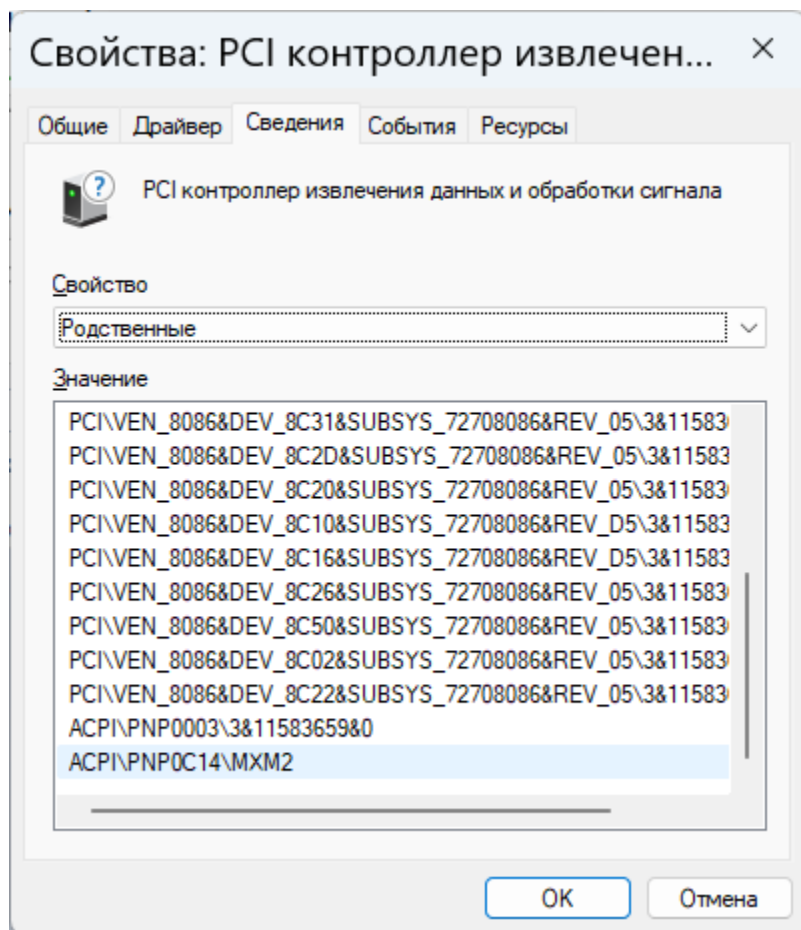 Свойства: PCI контроллер извлечен...
Общие Драйвер Сведения События Ресурсы
PCI контроллер извлечения данных и обработки сигнала
Свойство
Родственные
Значение
PCI\VEN_8086&DEV_8C31&SUBSYS_72708086&REV_05\3&11583
PCI\VEN_8086&DEV_8C2D&SUBSYS_72708086&REV_05\3&11583
PCI\VEN_8086&DEV_8C20&SUBSYS_72708086&REV_05\3&11583
PCI\VEN_8086&DEV_8C10&SUBSYS_72708086&REV_D5\3&11583
PCI\VEN_8086&DEV_8C16&SUBSYS_72708086&REV_D5\3&11583
PCI\VEN_8086&DEV_8C26&SUBSYS_72708086&REV_05\3&11583
PCI\VEN_8086&DEV_8C50&SUBSYS_72708086&REV_05\3&11583
PCI\VEN_8086&DEV_8C02&SUBSYS_72708086&REV_05\3&11583
PCI\VEN_8086&DEV_8C22&SUBSYS_72708086&REV_05\3&11583
ACPI\PNP0003\3&11583659&0
ACPI\PNP0C14\MXM2
OK Отмена